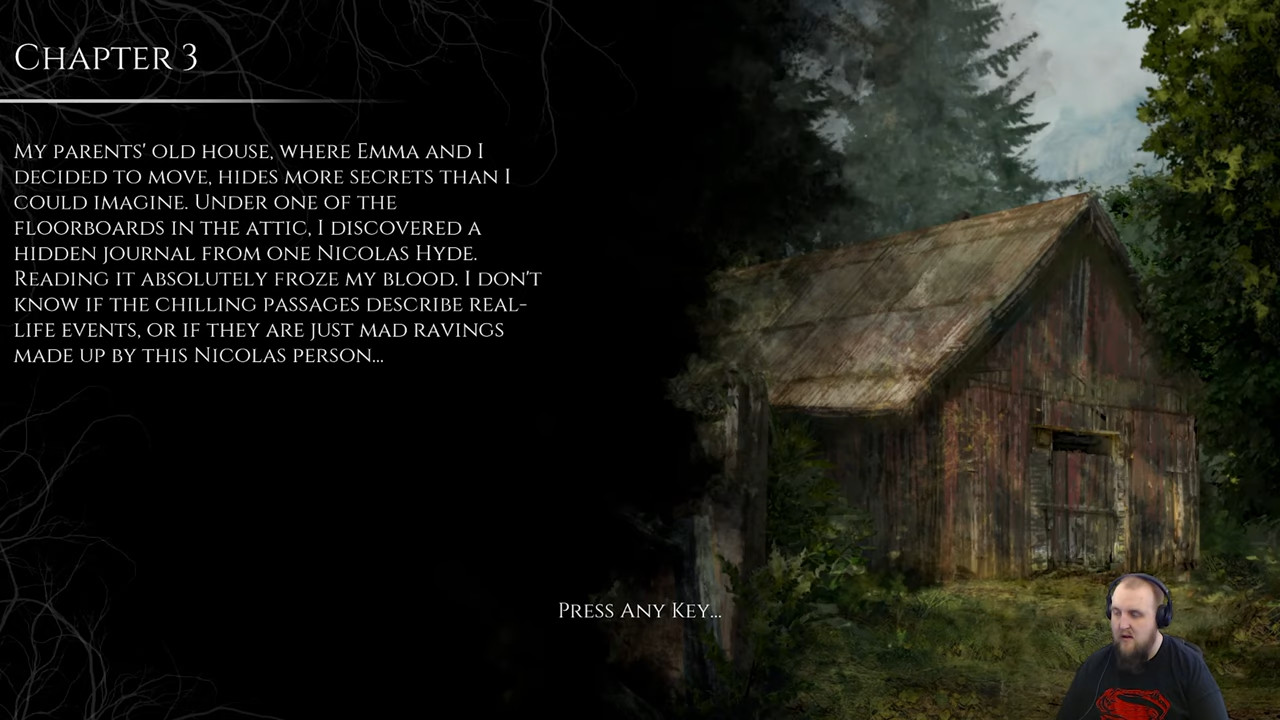 Chapter 3
My parents' old house, where Emma and I
decided to move, hides more secrets than I
could imagine. Under one of the
floorboards in the attic, I discovered a
hidden journal from one Nicolas Hyde.
Reading it absolutely froze my blood. I don't
know if the chilling passages describe real-
life events, or if they are just mad ravings
made up by this Nicolas person...
Press Any Key...